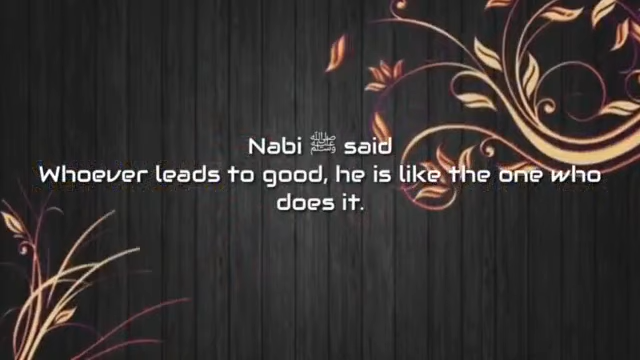 Nabi ﷺ said
Whoever leads to good, he is like the one who
does it.